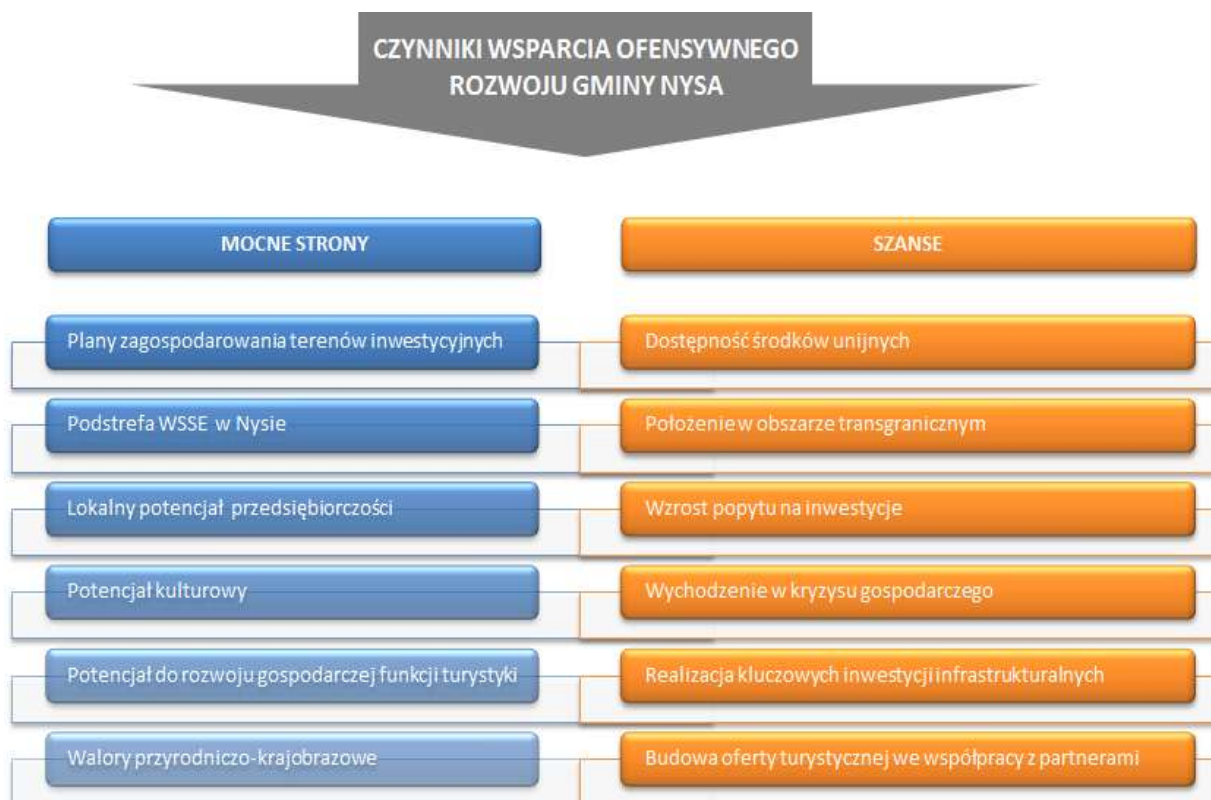 CZYNNIKI WSPARCIA OFENSYWNEGO
ROZWOJU GMINY NYSA
MOCNE STRONY
Plany zagospodarowania terenów inwestycyjnych
Podstrefa WSSE w Nysie
Lokalny potencjał przedsiębiorczości
Potencjał kulturowy
Potencjał do rozwoju gospodarczej funkcji turystyki
Walory przyrodniczo-krajobrazowe
SZANSE
Dostępność środków unijnych
Położenie w obszarze transgranicznym
Wzrost popytu na inwestycje
Wychodzenie w kryzysu gospodarczego
Realizacja kluczowych inwestycji infrastrukturalnych
Budowa oferty turystycznej we współpracy z partnerami